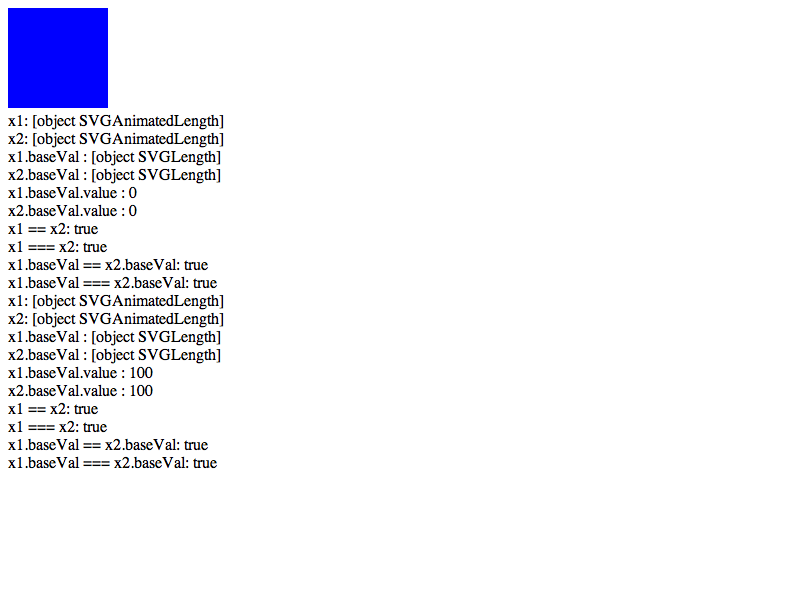 x1: [object SVGAnimatedLength]
x2: [object SVGAnimatedLength]
x1.baseVal : [object SVGLength]
x2.baseVal : [object SVGLength]
x1.baseVal.value : 0
x2.baseVal.value : 0
x1 == x2: true
x1 === x2: true
x1.baseVal == x2.baseVal: true
x1.baseVal === x2.baseVal: true
x1: [object SVGAnimatedLength]
x2: [object SVGAnimatedLength]
x1.baseVal : [object SVGLength]
x2.baseVal : [object SVGLength]
x1.baseVal.value : 100
x2.baseVal.value : 100
x1 == x2: true
x1 === x2: true
x1.baseVal == x2.baseVal: true
x1.baseVal === x2.baseVal: true